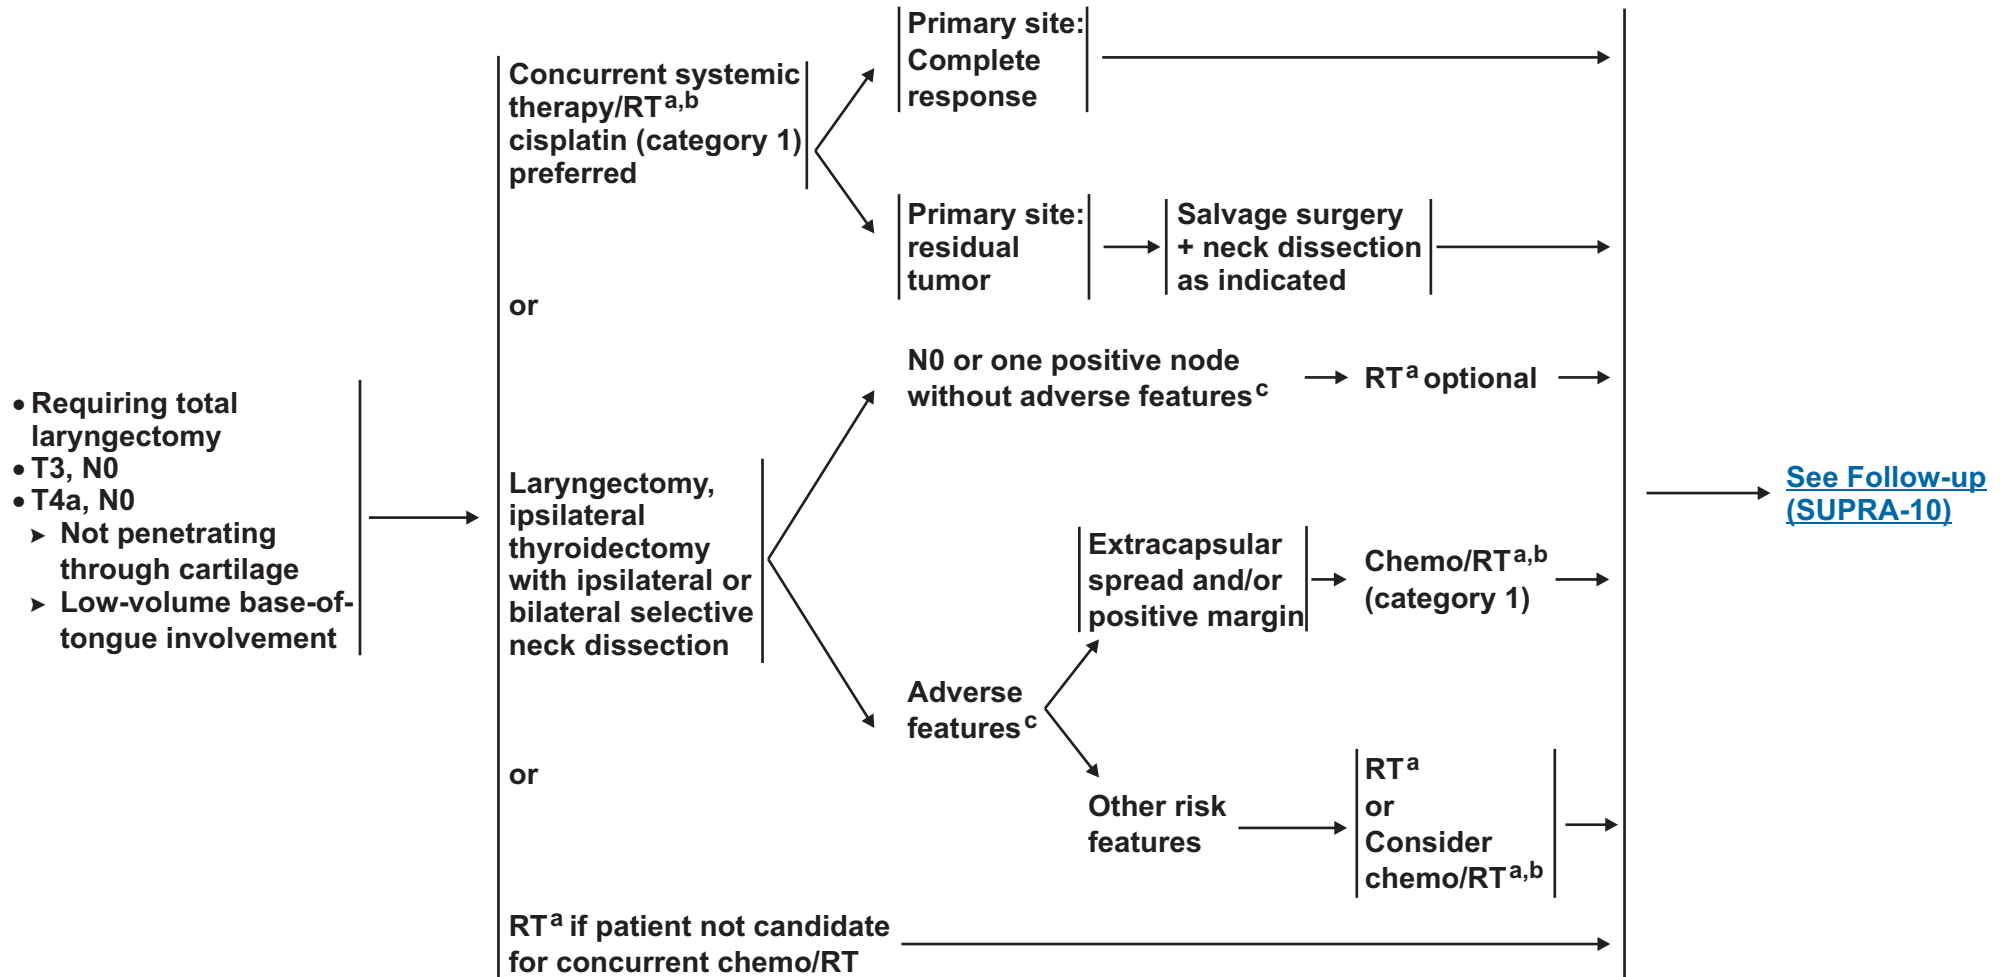 • Requiring total
laryngectomy
• T3, N0
• T4a, N0
➤ Not penetrating
through cartilage
➤ Low-volume base-of-
tongue involvement
Concurrent systemic
therapy/RT a,b
cisplatin (category 1)
preferred
or
Laryngectomy,
ipsilateral
thyroidectomy
with ipsilateral or
bilateral selective
neck dissection
or
RT a if patient not candidate
for concurrent chemo/RT
Primary site:
Complete
response
Primary site:
residual
tumor
Salvage surgery
+ neck dissection
as indicated
N0 or one positive node
without adverse features c
RT a optional
Adverse
features c
Extracapsular
spread and/or
positive margin
Chemo/RT a,b
(category 1)
Other risk
features
RT a
or
Consider
chemo/RT a,b
See Follow-up
(SUPRA-10)